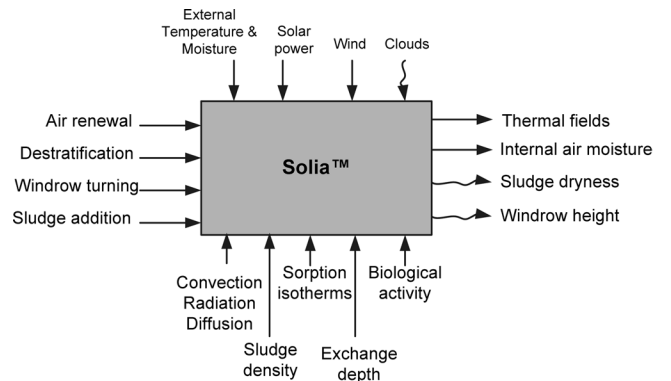 External
Temperature &
Moisture
Solar
power
Wind
Clouds
Air renewal
Destratification
Windrow turning
Sludge addition
Solia™
Thermal fields
Internal air moisture
Sludge dryness
Windrow height
Convection
Radiation
Diffusion
Sludge
density
Sorption
isotherms
Exchange
depth
Biological
activity